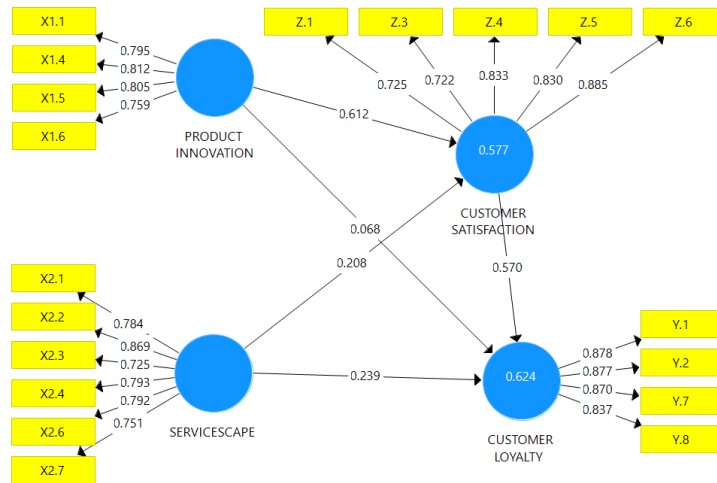 X1.1
X1.4
X1.5
X1.6
0.795
0.812
0.805
0.759
PRODUCT
INNOVATION
Z.1
Z.3
Z.4
Z.5
Z.6
0.725
0.722
0.833
0.830
0.885
0.612
0.577
CUSTOMER
SATISFACTION
0.068
0.208
0.570
X2.1
X2.2
X2.3
X2.4
X2.6
X2.7
0.784
0.869
0.725
0.793
0.792
0.751
SERVICESCAPE
0.239
0.624
CUSTOMER
LOYALTY
0.878
0.877
0.870
0.837
Y.1
Y.2
Y.7
Y.8